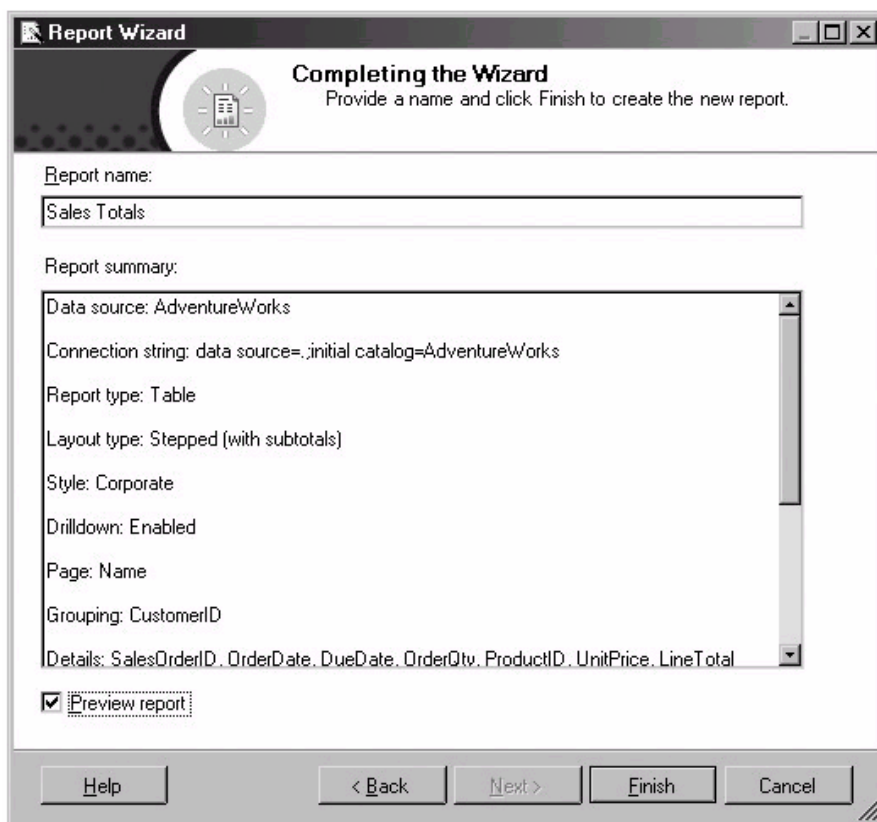 Report Wizard
Completing the Wizard
Provide a name and click Finish to create the new report.
Report name:
Sales Totals
Report summary:
Data source: AdventureWorks
Connection string: data source=.;initial catalog=AdventureWorks
Report type: Table
Layout type: Stepped (with subtotals)
Style: Corporate
Drilldown: Enabled
Page: Name
Grouping: CustomerID
Details: SalesOrderID, OrderDate, DueDate, OrderQty, ProductID, UnitPrice, LineTotal
Preview report
Help < Back Next > Finish Cancel